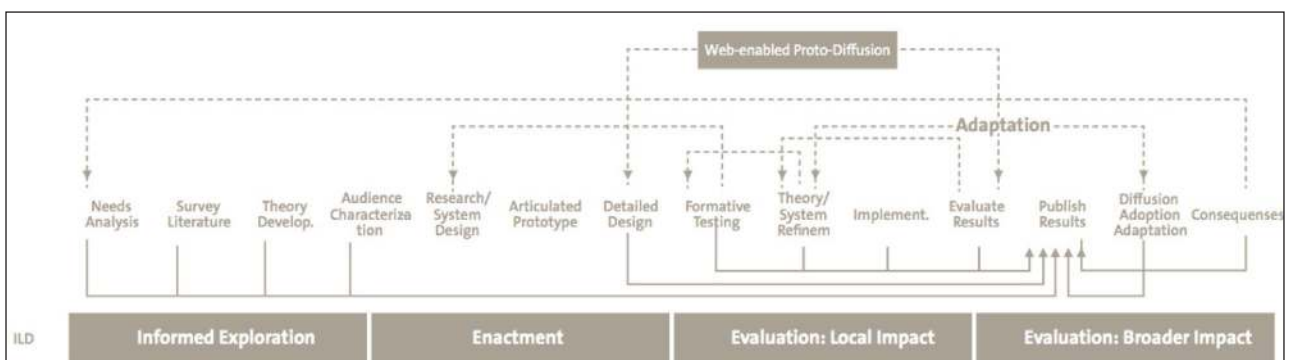 Web-enabled Proto-Diffusion
Adaptation
Needs
Analysis
Survey
Literature
Theory
Develop.
Audience
Characteriza
tion
Research/
System
Design
Articulated
Prototype
Detailed
Design
Formative
Testing
Theory/
System
Refinem
Implement.
Evaluate
Results
Publish
Results
Diffusion
Adoption
Adaptation
Consequenses
ILD
Informed Exploration
Enactment
Evaluation: Local Impact
Evaluation: Broader Impact